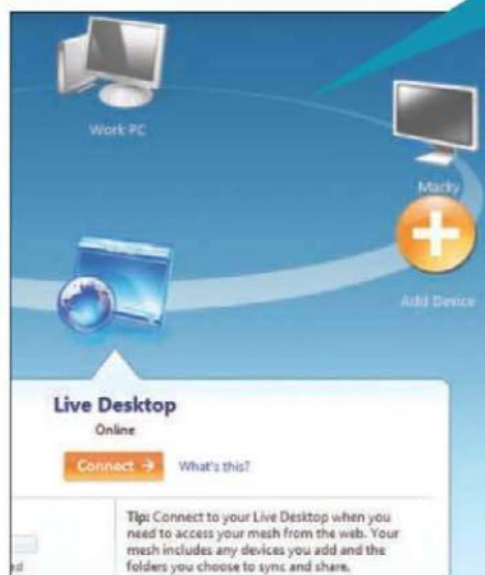 Work PC
Macky
Add Device
Live Desktop
Online
Connect → What's this?
Tip: Connect to your Live Desktop when you
need to access your mesh from the web. Your
mesh includes any devices you add and the
folders you choose to sync and share.